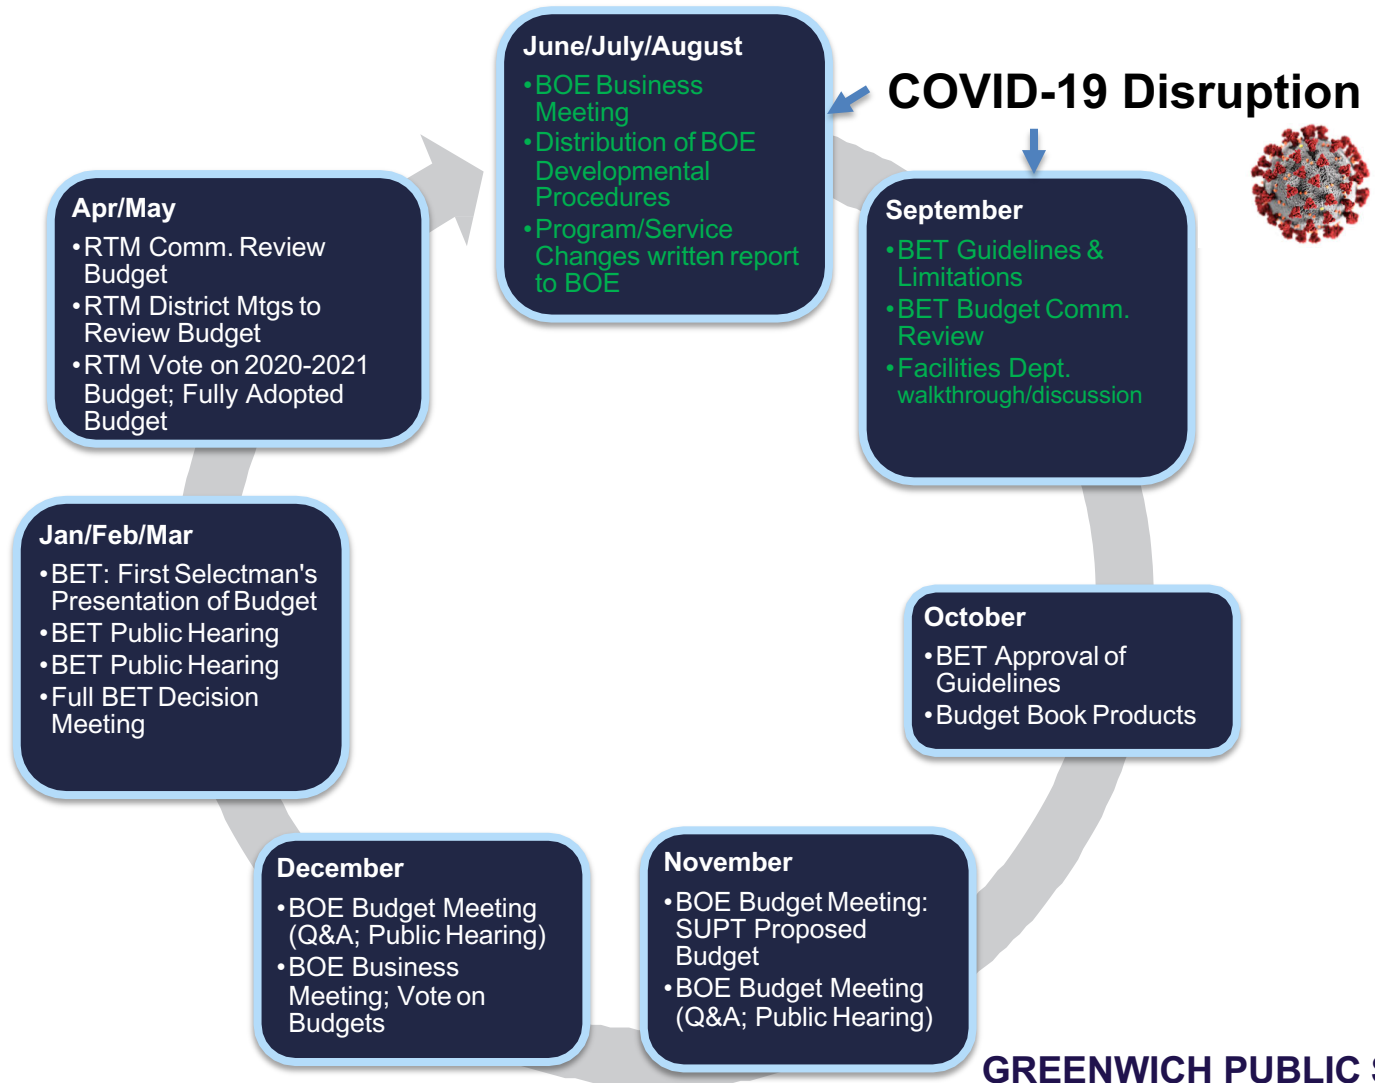 June/July/August
•BOE Business
Meeting
•Distribution of BOE
Developmental
Procedures
•Program/Service
Changes written report
to BOE
COVID-19 Disruption
September
•BET Guidelines &
Limitations
•BET Budget Comm.
Review
•Facilities Dept.
walkthrough/discussion
October
•BET Approval of
Guidelines
•Budget Book Products
November
•BOE Budget Meeting:
SUPT Proposed
Budget
•BOE Budget Meeting
(Q&A; Public Hearing)
December
•BOE Budget Meeting
(Q&A; Public Hearing)
•BOE Business
Meeting; Vote on
Budgets
Jan/Feb/Mar
•BET: First Selectman's
Presentation of Budget
•BET Public Hearing
•BET Public Hearing
•Full BET Decision
Meeting
Apr/May
•RTM Comm. Review
Budget
•RTM District Mtgs to
Review Budget
•RTM Vote on 2020-2021
Budget; Fully Adopted
Budget
GREENWICH PUBLIC S